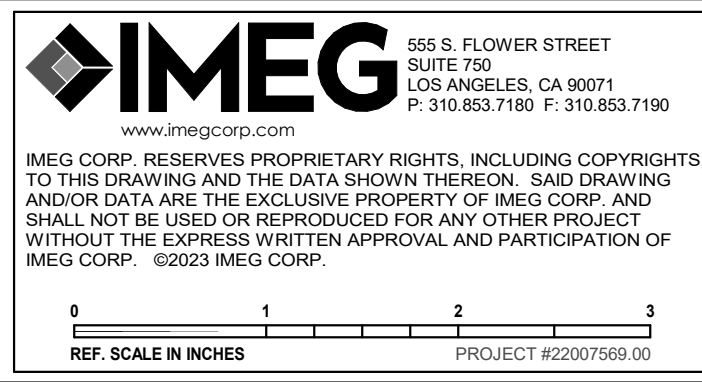 IMEG
555 S. FLOWER STREET
SUITE 750
LOS ANGELES, CA 90071
P: 310.853.7180 F: 310.853.7190
www.imegcorp.com
IMEG CORP. RESERVES PROPRIETARY RIGHTS, INCLUDING COPYRIGHTS,
TO THIS DRAWING AND THE DATA SHOWN THEREON. SAID DRAWING
AND/OR DATA ARE THE EXCLUSIVE PROPERTY OF IMEG CORP. AND
SHALL NOT BE USED OR REPRODUCED FOR ANY OTHER PROJECT
WITHOUT THE EXPRESS WRITTEN APPROVAL AND PARTICIPATION OF
IMEG CORP. ©2023 IMEG CORP.
0 1 2 3
REF. SCALE IN INCHES PROJECT #22007569.00